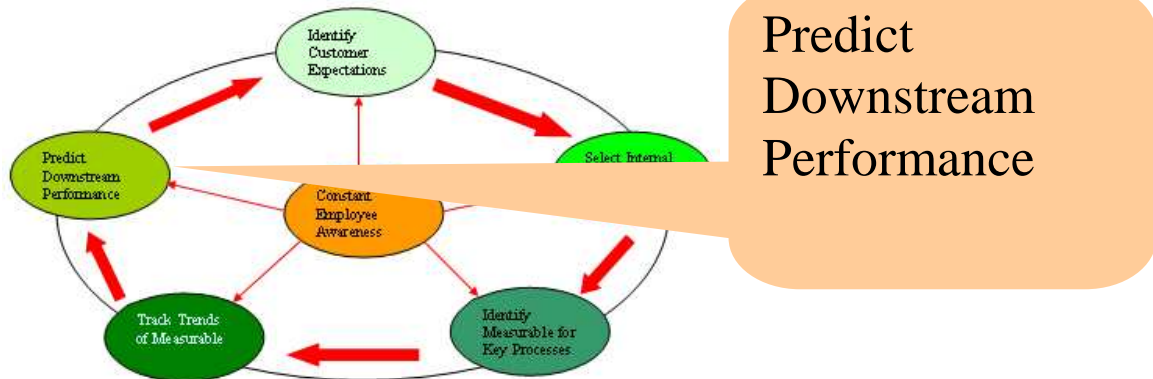 Identify
Customer
Expectations
Predict
Downstream
Performance
Predict
Downstream
Performance
Select Internal
Constant
Employee
Awareness
Track Trends
of Measurable
Identify
Measurable for
Key Processes